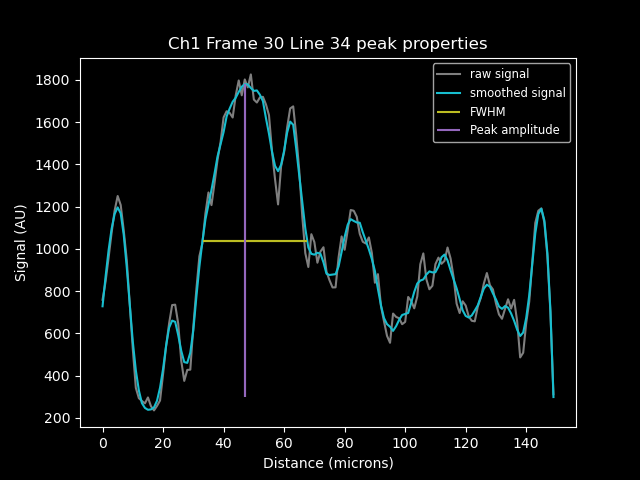 Ch1 Frame 30 Line 34 peak properties
raw signal
smoothed signal
FWHM
Peak amplitude
Signal (AU)
1800
1600
1400
1200
1000
800
600
400
200
0 20 40 60 80 100 120 140
Distance (microns)